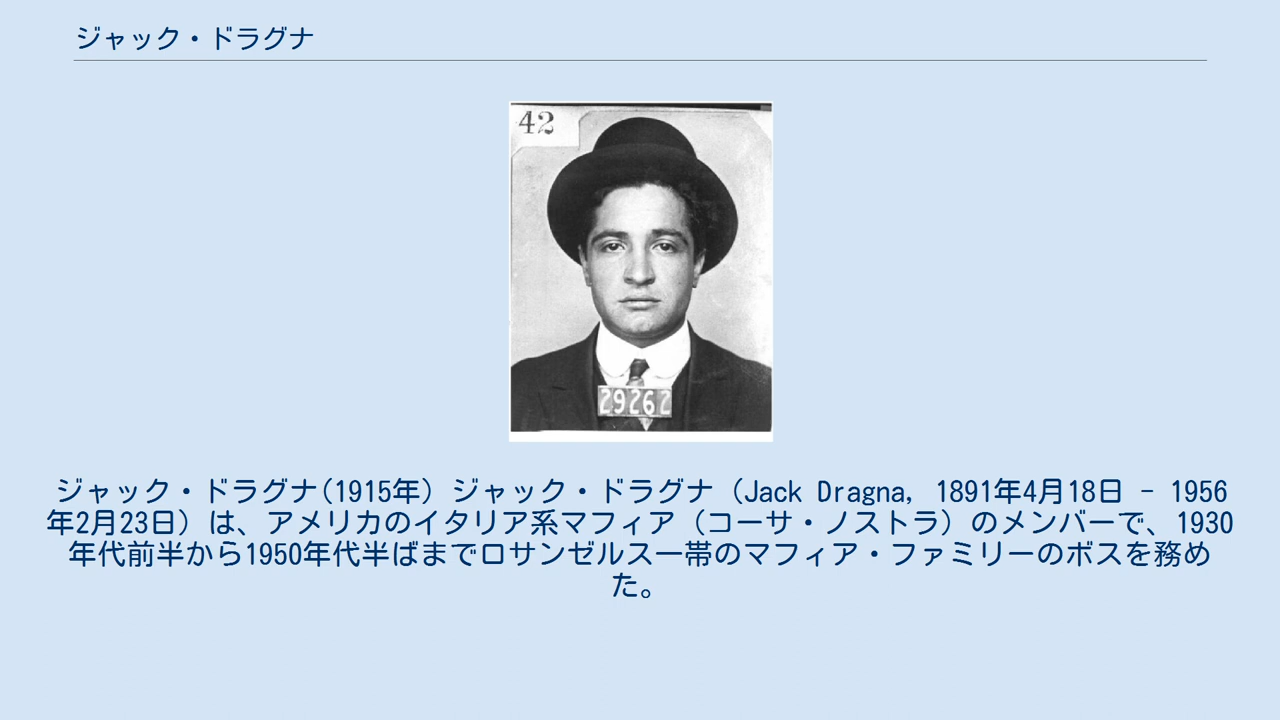 ジャック・ドラグナ
42
29262
ジャック・ドラグナ(1915年) ジャック・ドラグナ（Jack Dragna, 1891年4月18日 - 1956
年2月23日）は、アメリカのイタリア系マフィア（コーサ・ノストラ）のメンバーで、1930
年代前半から1950年代半ばまでロサンゼルス一帯のマフィア・ファミリーのボスを務め
た。